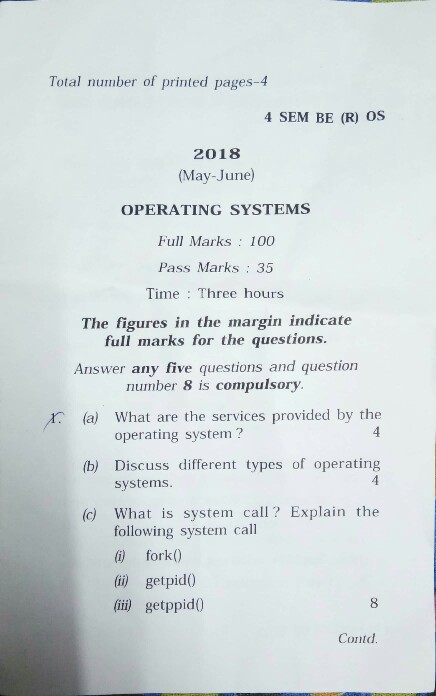 Total number of printed pages–4
4 SEM BE (R) OS
2018
(May-June)
OPERATING SYSTEMS
Full Marks : 100
Pass Marks : 35
Time : Three hours
The figures in the margin indicate
full marks for the questions.
Answer any five questions and question
number 8 is compulsory.
1. (a) What are the services provided by the
operating system ? 4
(b) Discuss different types of operating
systems. 4
(c) What is system call ? Explain the
following system call
(i) fork()
(ii) getpid()
(iii) getppid() 8
Contd.